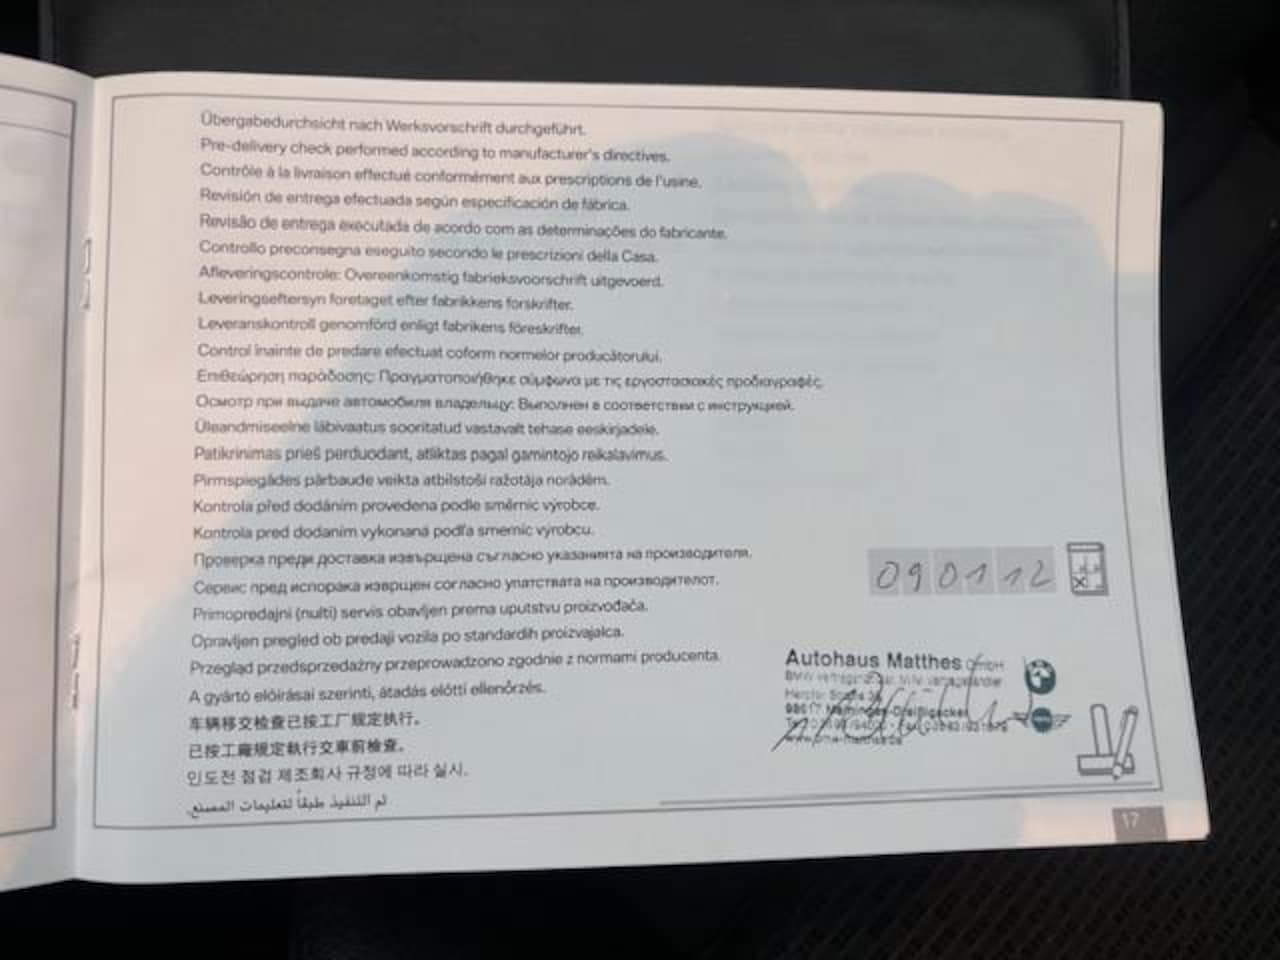 Übergabedurchsicht nach Werksvorschrift durchgeführt.
Pre-delivery check performed according to manufacturer's directives.
Contrôle à la livraison effectué conformément aux prescriptions de l'usine.
Revisión de entrega efectuada según especificación de fábrica.
Revisão de entrega executada de acordo com as determinações do fabricante.
Controllo preconsegna eseguito secondo le prescrizioni della Casa.
Afleveringscontrole: Overeenkomstig fabrieksvoorschrift uitgevoerd.
Leveringseftersyn foretaget efter fabrikkens forskrifter.
Leveranskontroll genomförd enligt fabrikens föreskrifter.
Control înainte de predare efectuat coform normelor producătorului.
Επιθεώρηση παράδοσης: Πραγματοποιήθηκε σύμφωνα με τις εργοστασιακές προδιαγραφές.
Осмотр при выдаче автомобиля владельцу: Выполнен в соответствии с инструкцией.
Üleandmiseelne läbivaatus sooritatud vastavalt tehase eeskirjadele.
Patikrinimas prieš perduodant, atliktas pagal gamintojo reikalavimus.
Pirmspiegādes pārbaude veikta atbilstoši ražotāja norādēm.
Kontrola před dodáním provedena podle směrnic výrobce.
Kontrola pred dodaním vykonaná podľa smerníc výrobcu.
Проверка преди доставка извършена съгласно указанията на производителя.
Сервис пред испорака извршен согласно упатствата на производителот.
Primopredajni (nulti) servis obavljen prema uputstvu proizvođača.
Opravljen pregled ob predaji vozila po standardih proizvajalca.
Przegląd przedsprzedażny przeprowadzono zgodnie z normami producenta.
A gyártó előírásai szerinti, átadás előtti ellenőrzés.
车辆移交检查已按工厂规定执行。
已按工廠規定執行交車前檢查。
인도전 점검 제조회사 규정에 따라 실시.
تم التنفيذ طبقاً لتعليمات المصنع.
090112
Autohaus Matthes GmbH
BMW Vertragshändler
98617 Meiningen-Dreißigacker
17